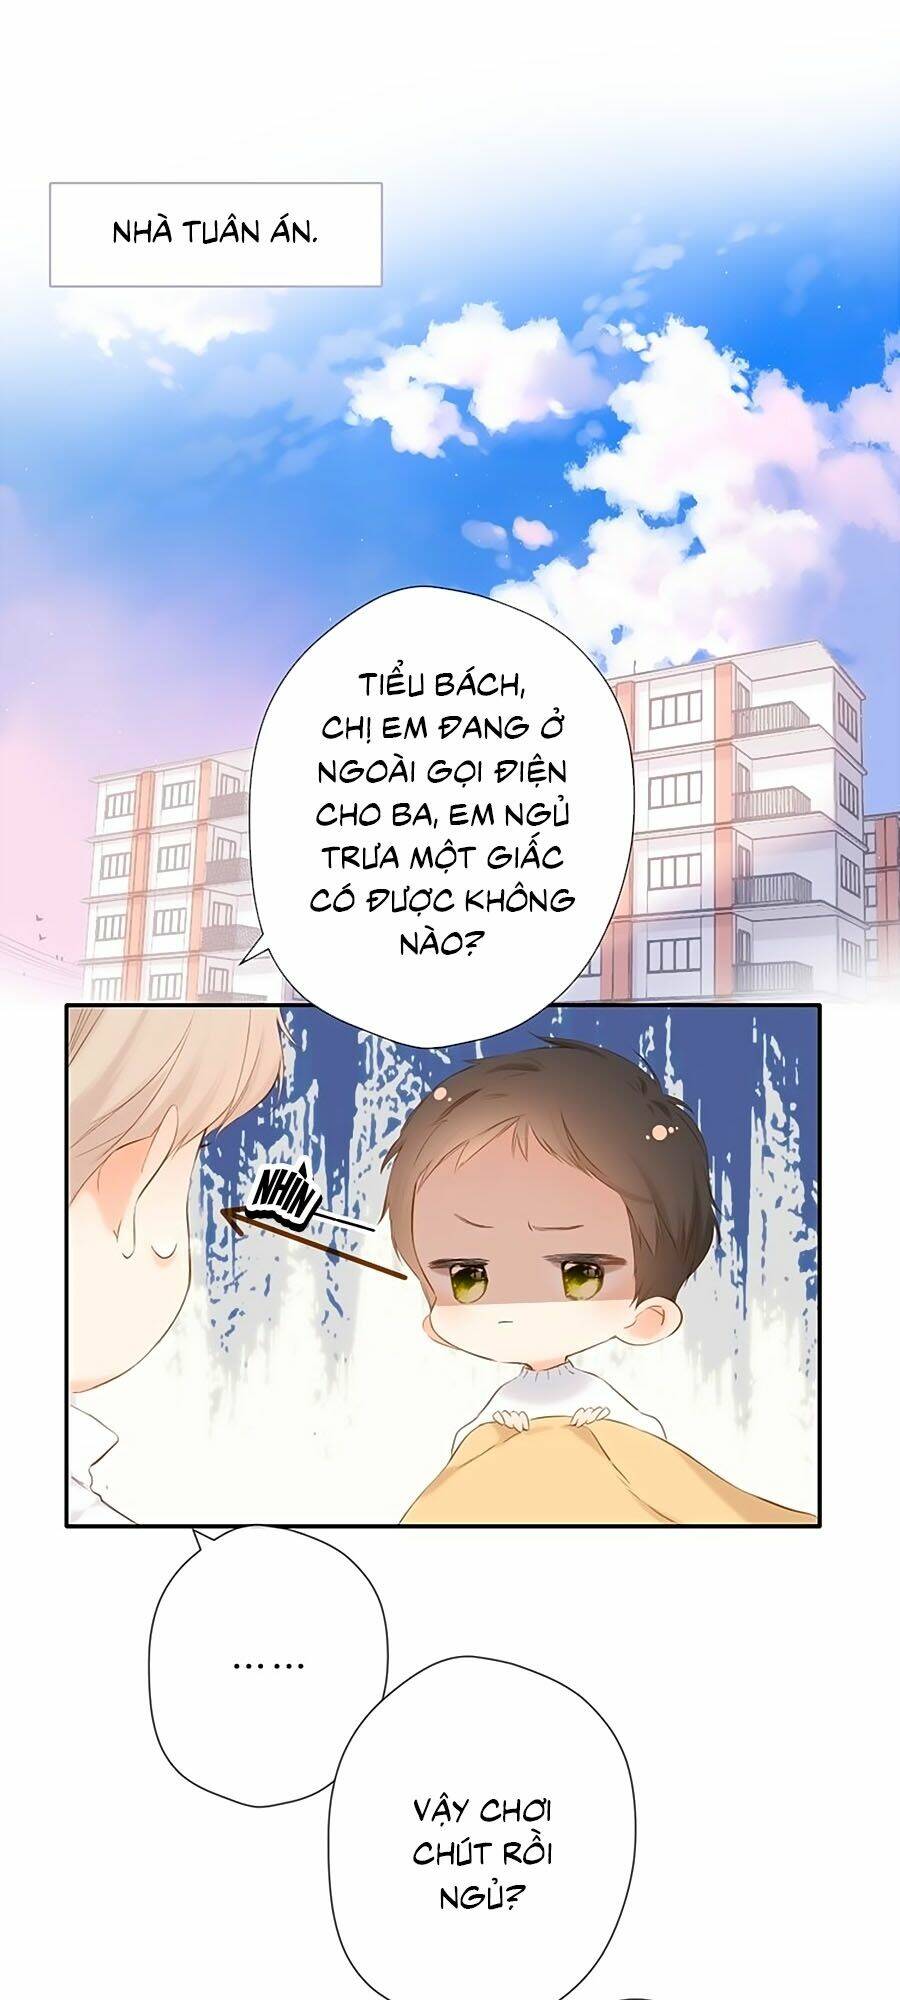 NHÀ TUÂN ÁN.
TIỂU BÁCH,
CHỊ EM ĐANG Ở
NGOÀI GỌI ĐIỆN
CHO BA, EM NGỦ
TRƯA MỘT GIẤC
CÓ ĐƯỢC KHÔNG
NÀO?
NHÌN
......
VẬY CHƠI
CHÚT RỒI
NGỦ?